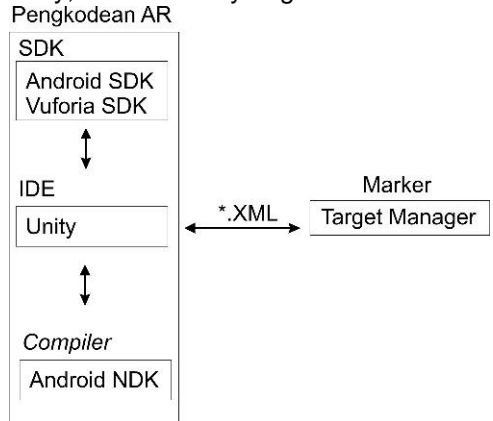 Pengkodean AR
SDK
Android SDK
Vuforia SDK
IDE
Unity
*.XML
Marker
Target Manager
Compiler
Android NDK